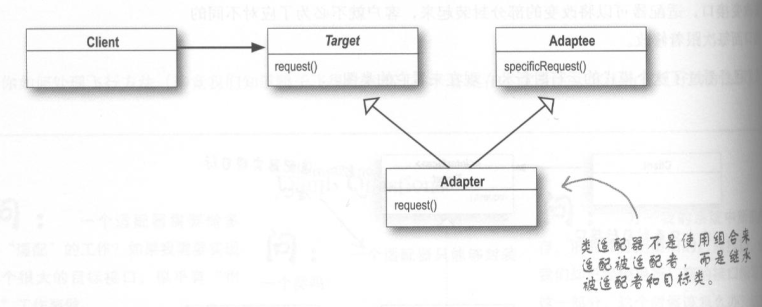 Client
Target
request()
Adaptee
specificRequest()
Adapter
request()
类适配器不是使用组合来
适配被适配者，而是继承
被适配者和目标类。